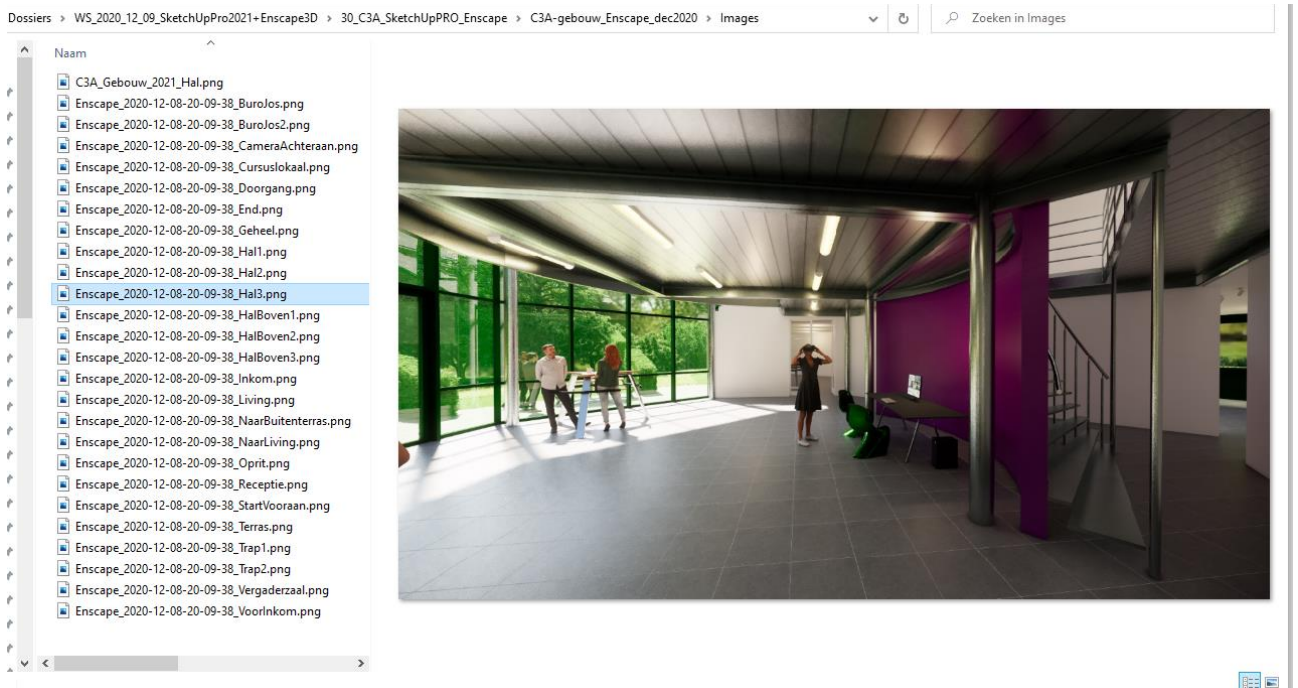 Dossiers > WS_2020_12_09_SketchUpPro2021+Enscape3D > 30_C3A_SketchUpPRO_Enscape > C3A-gebouw_Enscape_dec2020 > Images
Zoeken in Images
Naam
C3A_Gebouw_2021_Hal.png
Enscape_2020-12-08-20-09-38_BuroJos.png
Enscape_2020-12-08-20-09-38_BuroJos2.png
Enscape_2020-12-08-20-09-38_CameraAchteraan.png
Enscape_2020-12-08-20-09-38_Cursuslokaal.png
Enscape_2020-12-08-20-09-38_Doorgang.png
Enscape_2020-12-08-20-09-38_End.png
Enscape_2020-12-08-20-09-38_Geheel.png
Enscape_2020-12-08-20-09-38_Hal1.png
Enscape_2020-12-08-20-09-38_Hal2.png
Enscape_2020-12-08-20-09-38_Hal3.png
Enscape_2020-12-08-20-09-38_HalBoven1.png
Enscape_2020-12-08-20-09-38_HalBoven2.png
Enscape_2020-12-08-20-09-38_HalBoven3.png
Enscape_2020-12-08-20-09-38_Inkom.png
Enscape_2020-12-08-20-09-38_Living.png
Enscape_2020-12-08-20-09-38_NaarBuitenterras.png
Enscape_2020-12-08-20-09-38_NaarLiving.png
Enscape_2020-12-08-20-09-38_Oprit.png
Enscape_2020-12-08-20-09-38_Receptie.png
Enscape_2020-12-08-20-09-38_StartVooraan.png
Enscape_2020-12-08-20-09-38_Terras.png
Enscape_2020-12-08-20-09-38_Trap1.png
Enscape_2020-12-08-20-09-38_Trap2.png
Enscape_2020-12-08-20-09-38_Vergaderzaal.png
Enscape_2020-12-08-20-09-38_VoorInkom.png